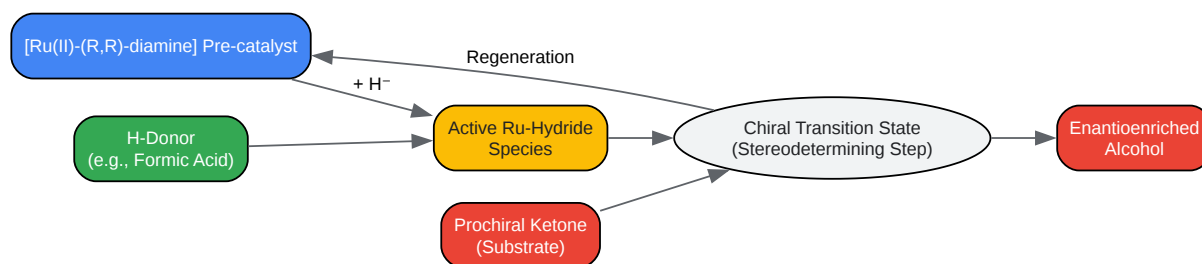 [Ru(II)-(R,R)-diamine] Pre-catalyst
Regeneration
+ H⁻
H-Donor
(e.g., Formic Acid)
Active Ru-Hydride
Species
Chiral Transition State
(Stereodetermining Step)
Enantioenriched
Alcohol
Prochiral Ketone
(Substrate)